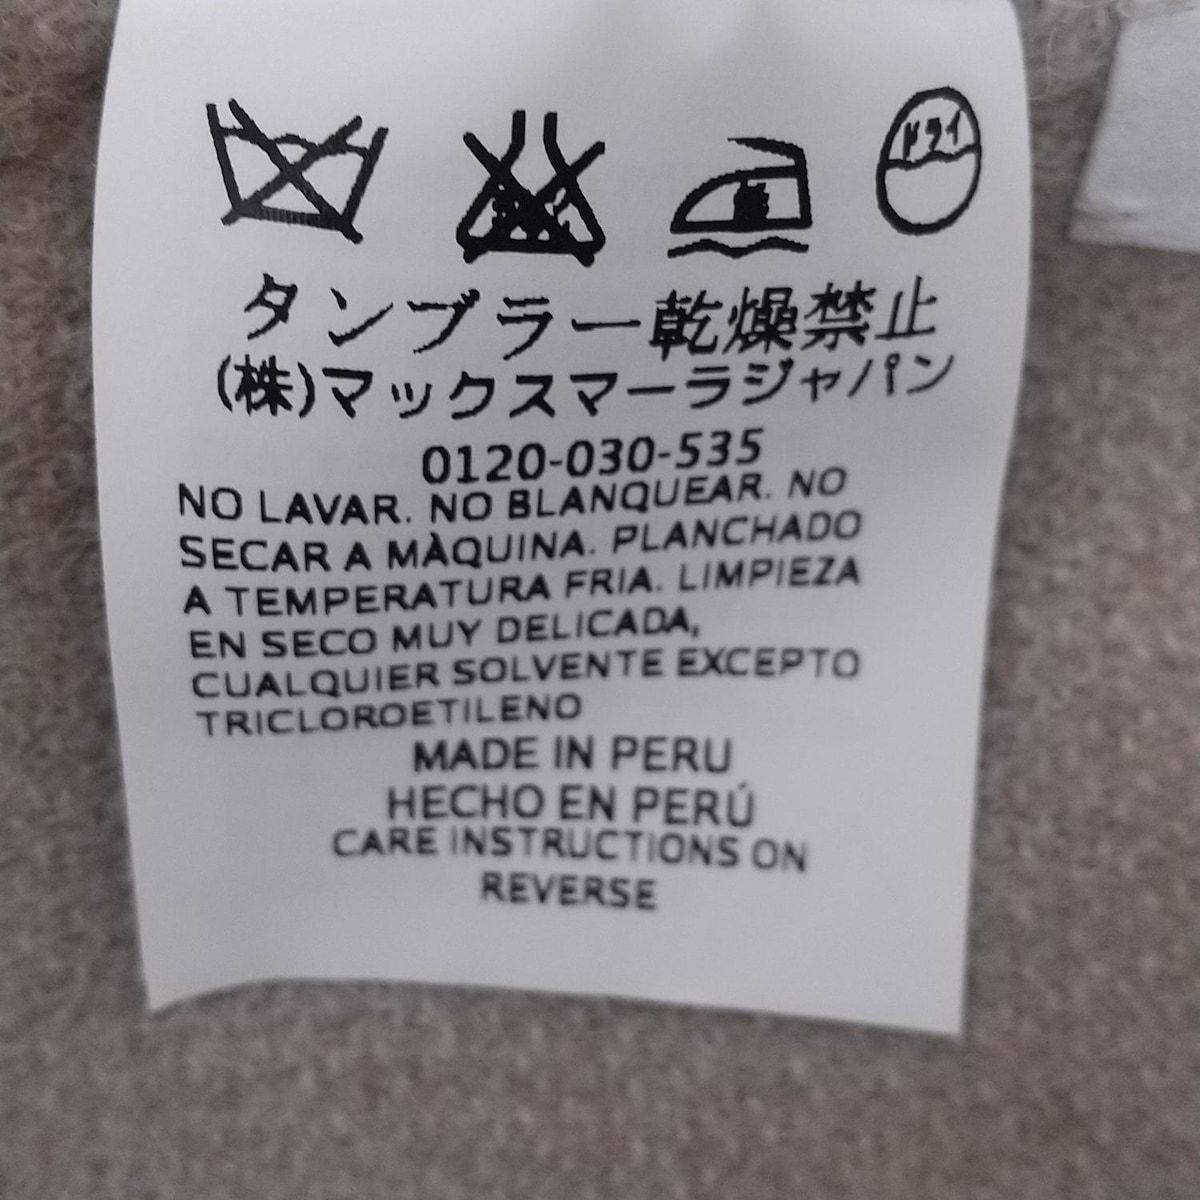 ドライ
タンブラー乾燥禁止
(株)マックスマーラジャパン
0120-030-535
NO LAVAR. NO BLANQUEAR. NO
SECAR A MÀQUINA. PLANCHADO
A TEMPERATURA FRIA. LIMPIEZA
EN SECO MUY DELICADA,
CUALQUIER SOLVENTE EXCEPTO
TRICLOROETILENO
MADE IN PERU
HECHO EN PERÚ
CARE INSTRUCTIONS ON
REVERSE